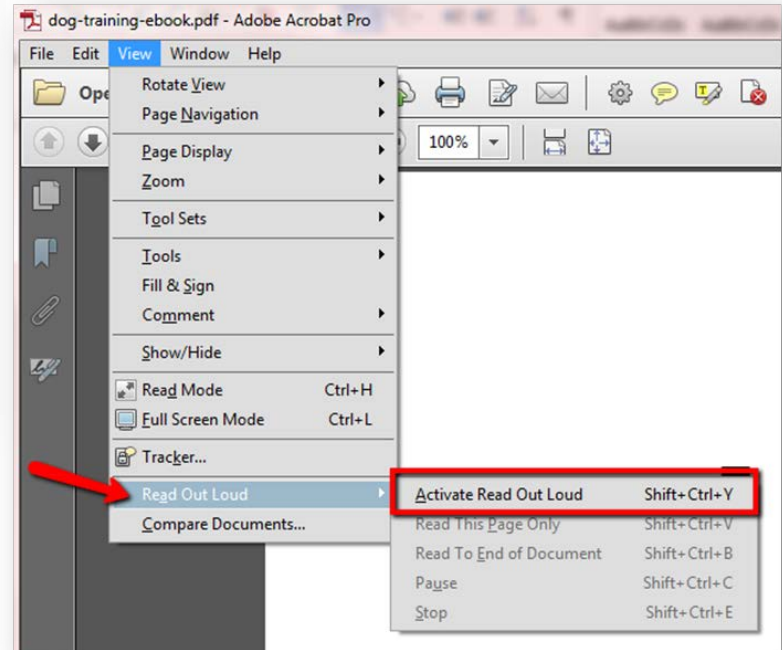 dog-training-ebook.pdf - Adobe Acrobat Pro
File Edit View Window Help
100%
Rotate View
Page Navigation
Page Display
Zoom
Tool Sets
Tools
Fill & Sign
Comment
Show/Hide
Read Mode Ctrl+H
Full Screen Mode Ctrl+L
Tracker...
Read Out Loud
Compare Documents...
Activate Read Out Loud Shift+Ctrl+Y
Read This Page Only Shift+Ctrl+V
Read To End of Document Shift+Ctrl+B
Pause Shift+Ctrl+C
Stop Shift+Ctrl+E